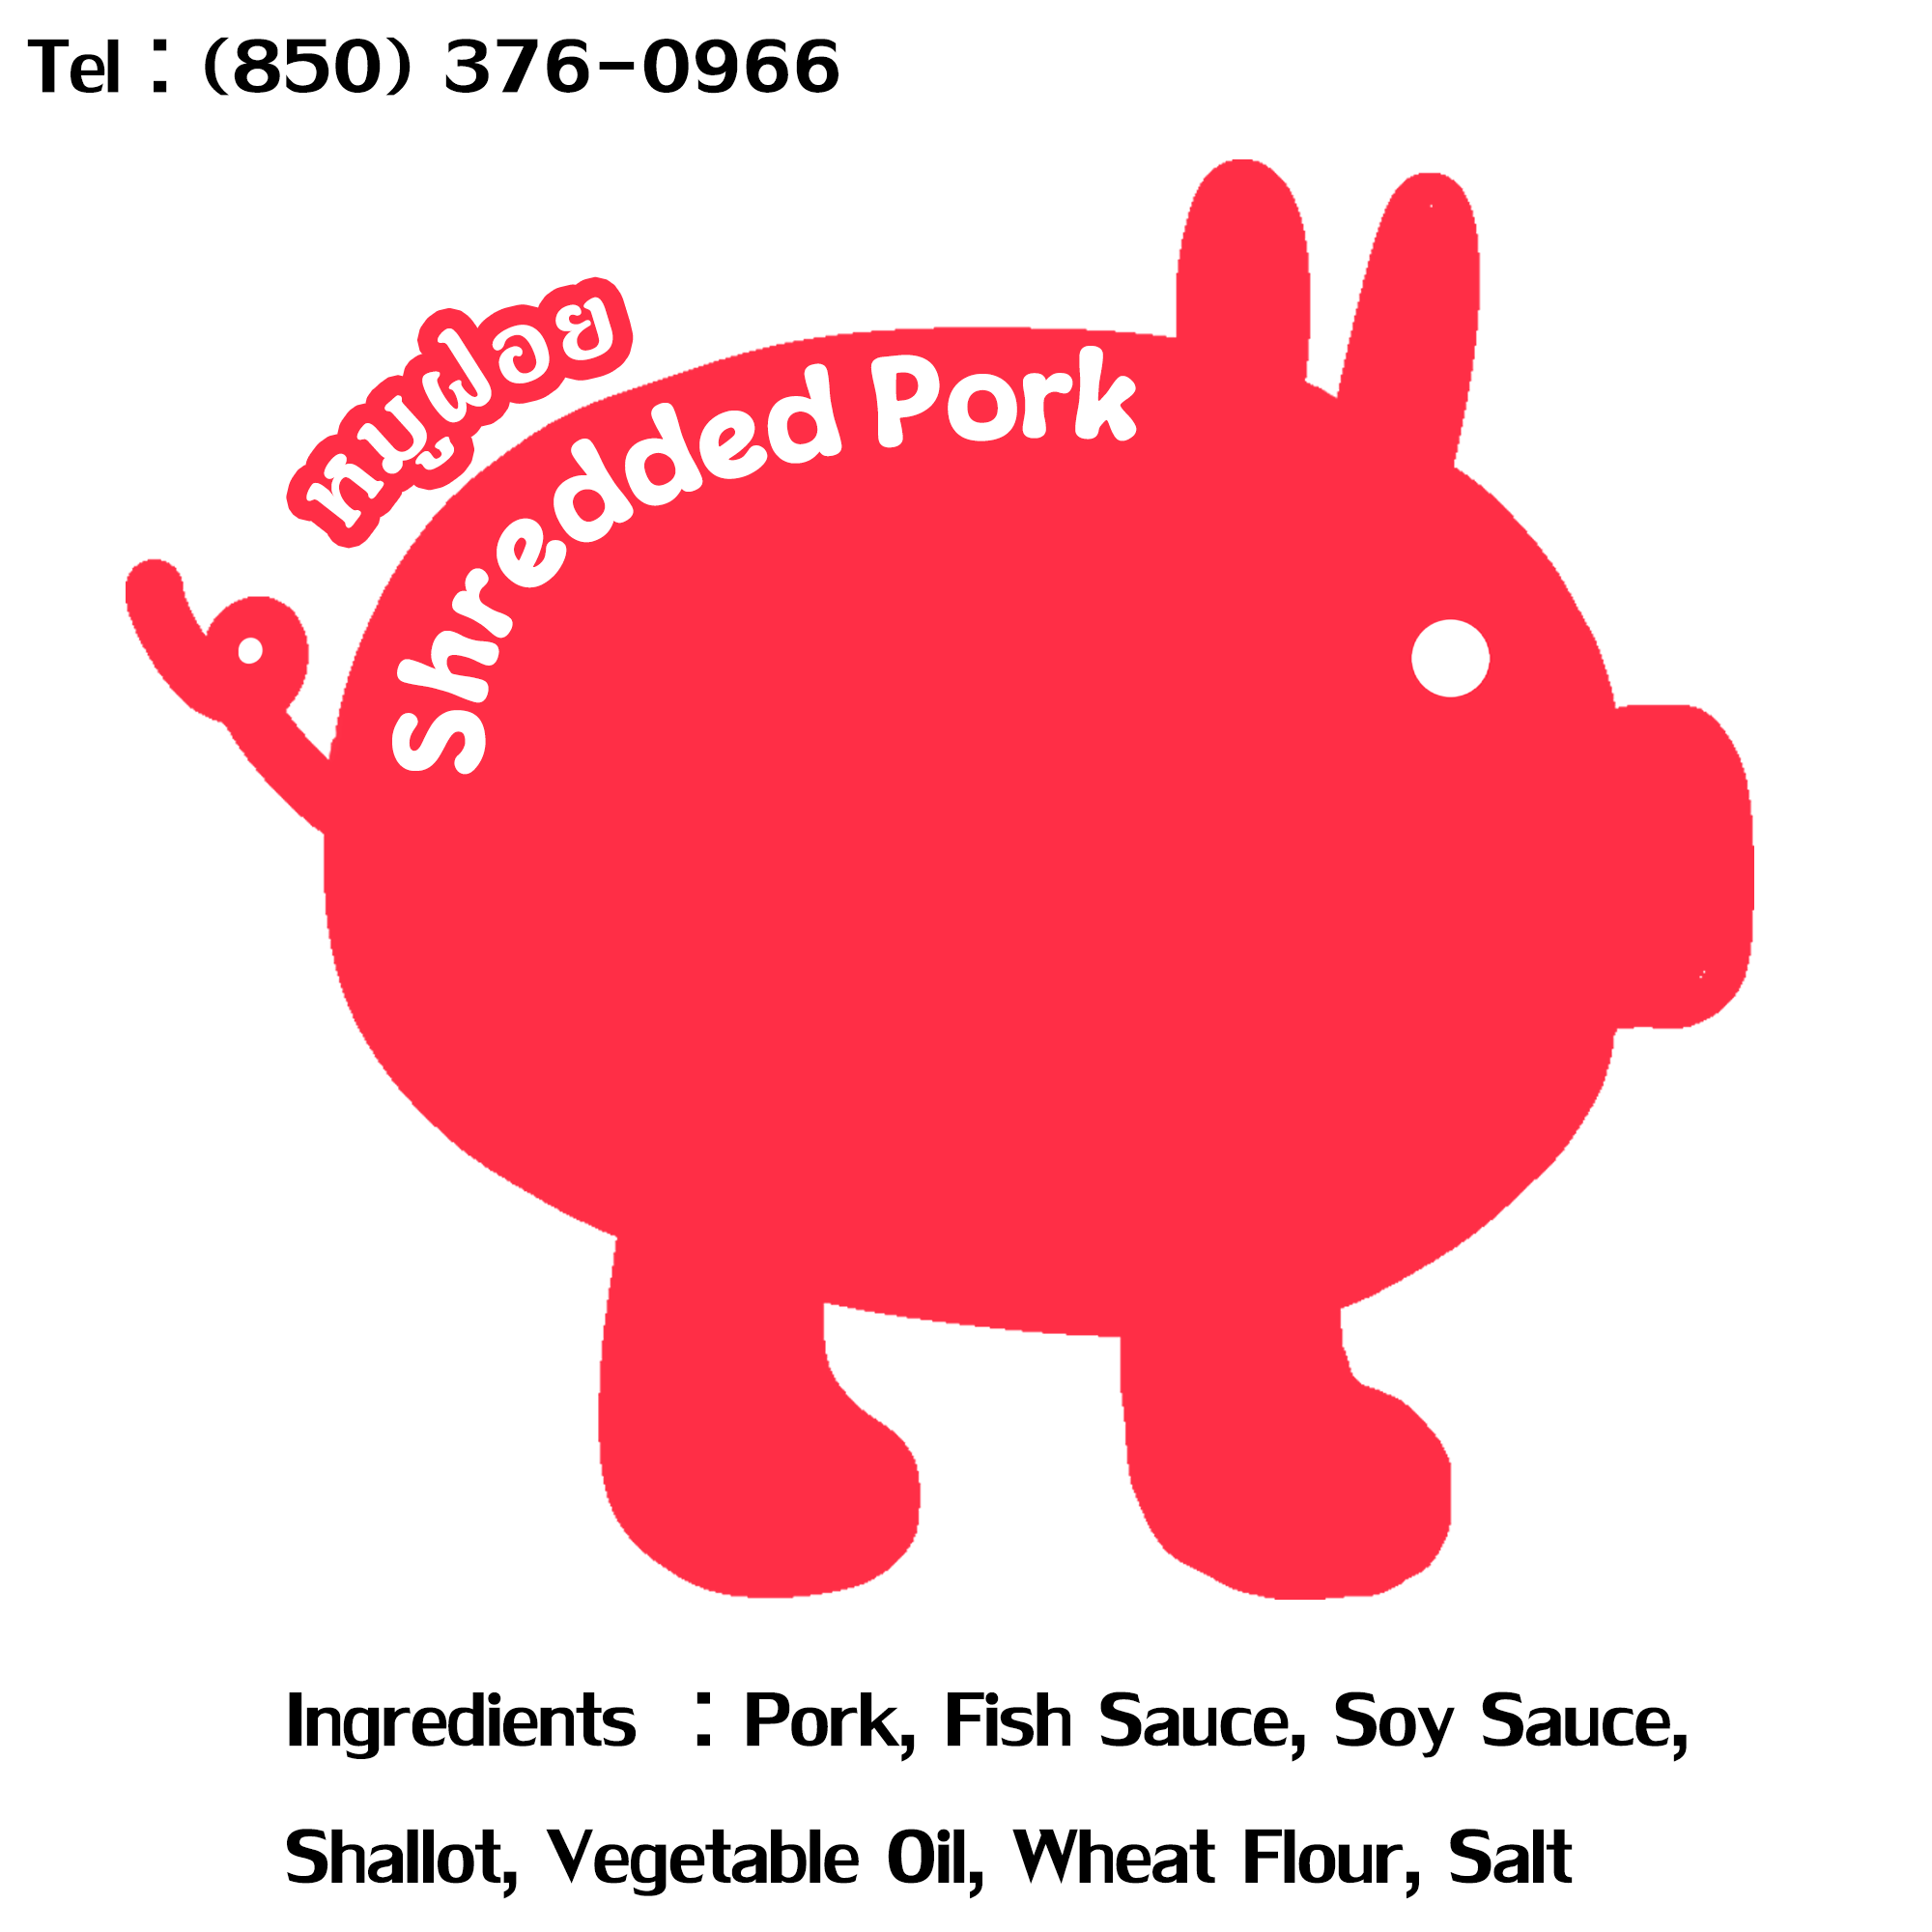 Tel : (850) 376-0966
หมูฝอย
Shredded Pork
Ingredients : Pork, Fish Sauce, Soy Sauce,
Shallot, Vegetable Oil, Wheat Flour, Salt